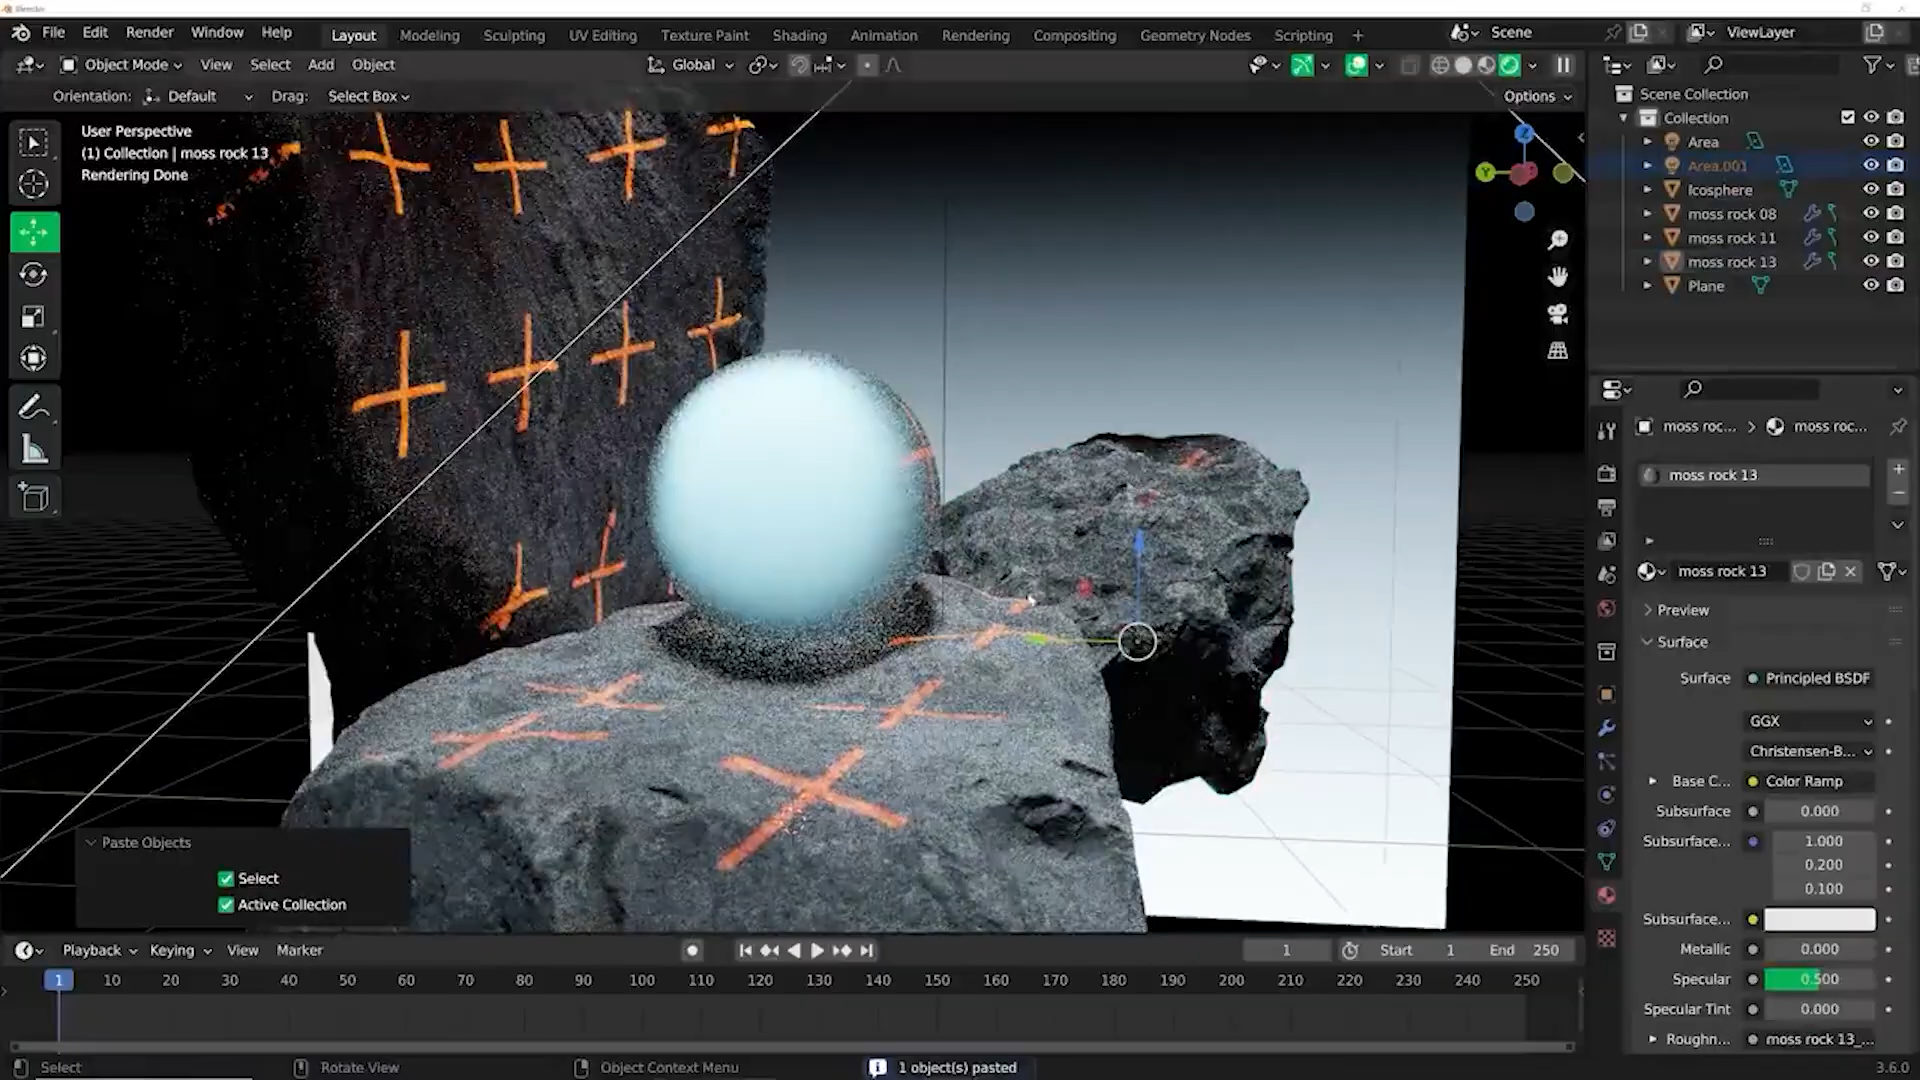 Blender
File Edit Render Window Help Layout Modeling Sculpting UV Editing Texture Paint Shading Animation Rendering Compositing Geometry Nodes Scripting + Scene ViewLayer
Object Mode View Select Add Object Global
Orientation: Default Drag: Select Box Options
User Perspective
(1) Collection | moss rock 13
Rendering Done
Z
Y
Scene Collection
Collection
Area
Area.001
Icosphere
moss rock 08
moss rock 11
moss rock 13
Plane
moss roc... > moss roc...
moss rock 13
moss rock 13
Preview
Surface
Surface Principled BSDF
GGX
Christensen-B...
Base C... Color Ramp
Subsurface 0.000
Subsurface... 1.000
0.200
0.100
Subsurface...
Metallic 0.000
Specular 0.500
Specular Tint 0.000
Roughn... moss rock 13_...
Paste Objects
Select
Active Collection
Playback Keying View Marker 1 Start 1 End 250
1 10 20 30 40 50 60 70 80 90 100 110 120 130 140 150 160 170 180 190 200 210 220 230 240 250
Select Rotate View Object Context Menu 1 object(s) pasted 3.6.0